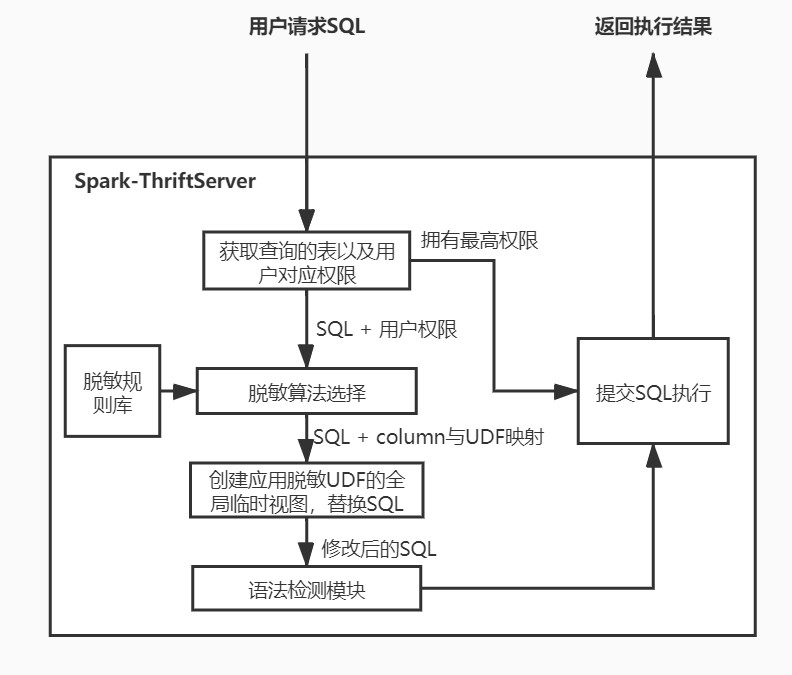 用户请求SQL
返回执行结果
Spark-ThriftServer
获取查询的表以及用
户对应权限
拥有最高权限
SQL + 用户权限
脱敏规
则库
脱敏算法选择
提交SQL执行
SQL + column与UDF映射
创建应用脱敏UDF的全
局临时视图，替换SQL
修改后的SQL
语法检测模块